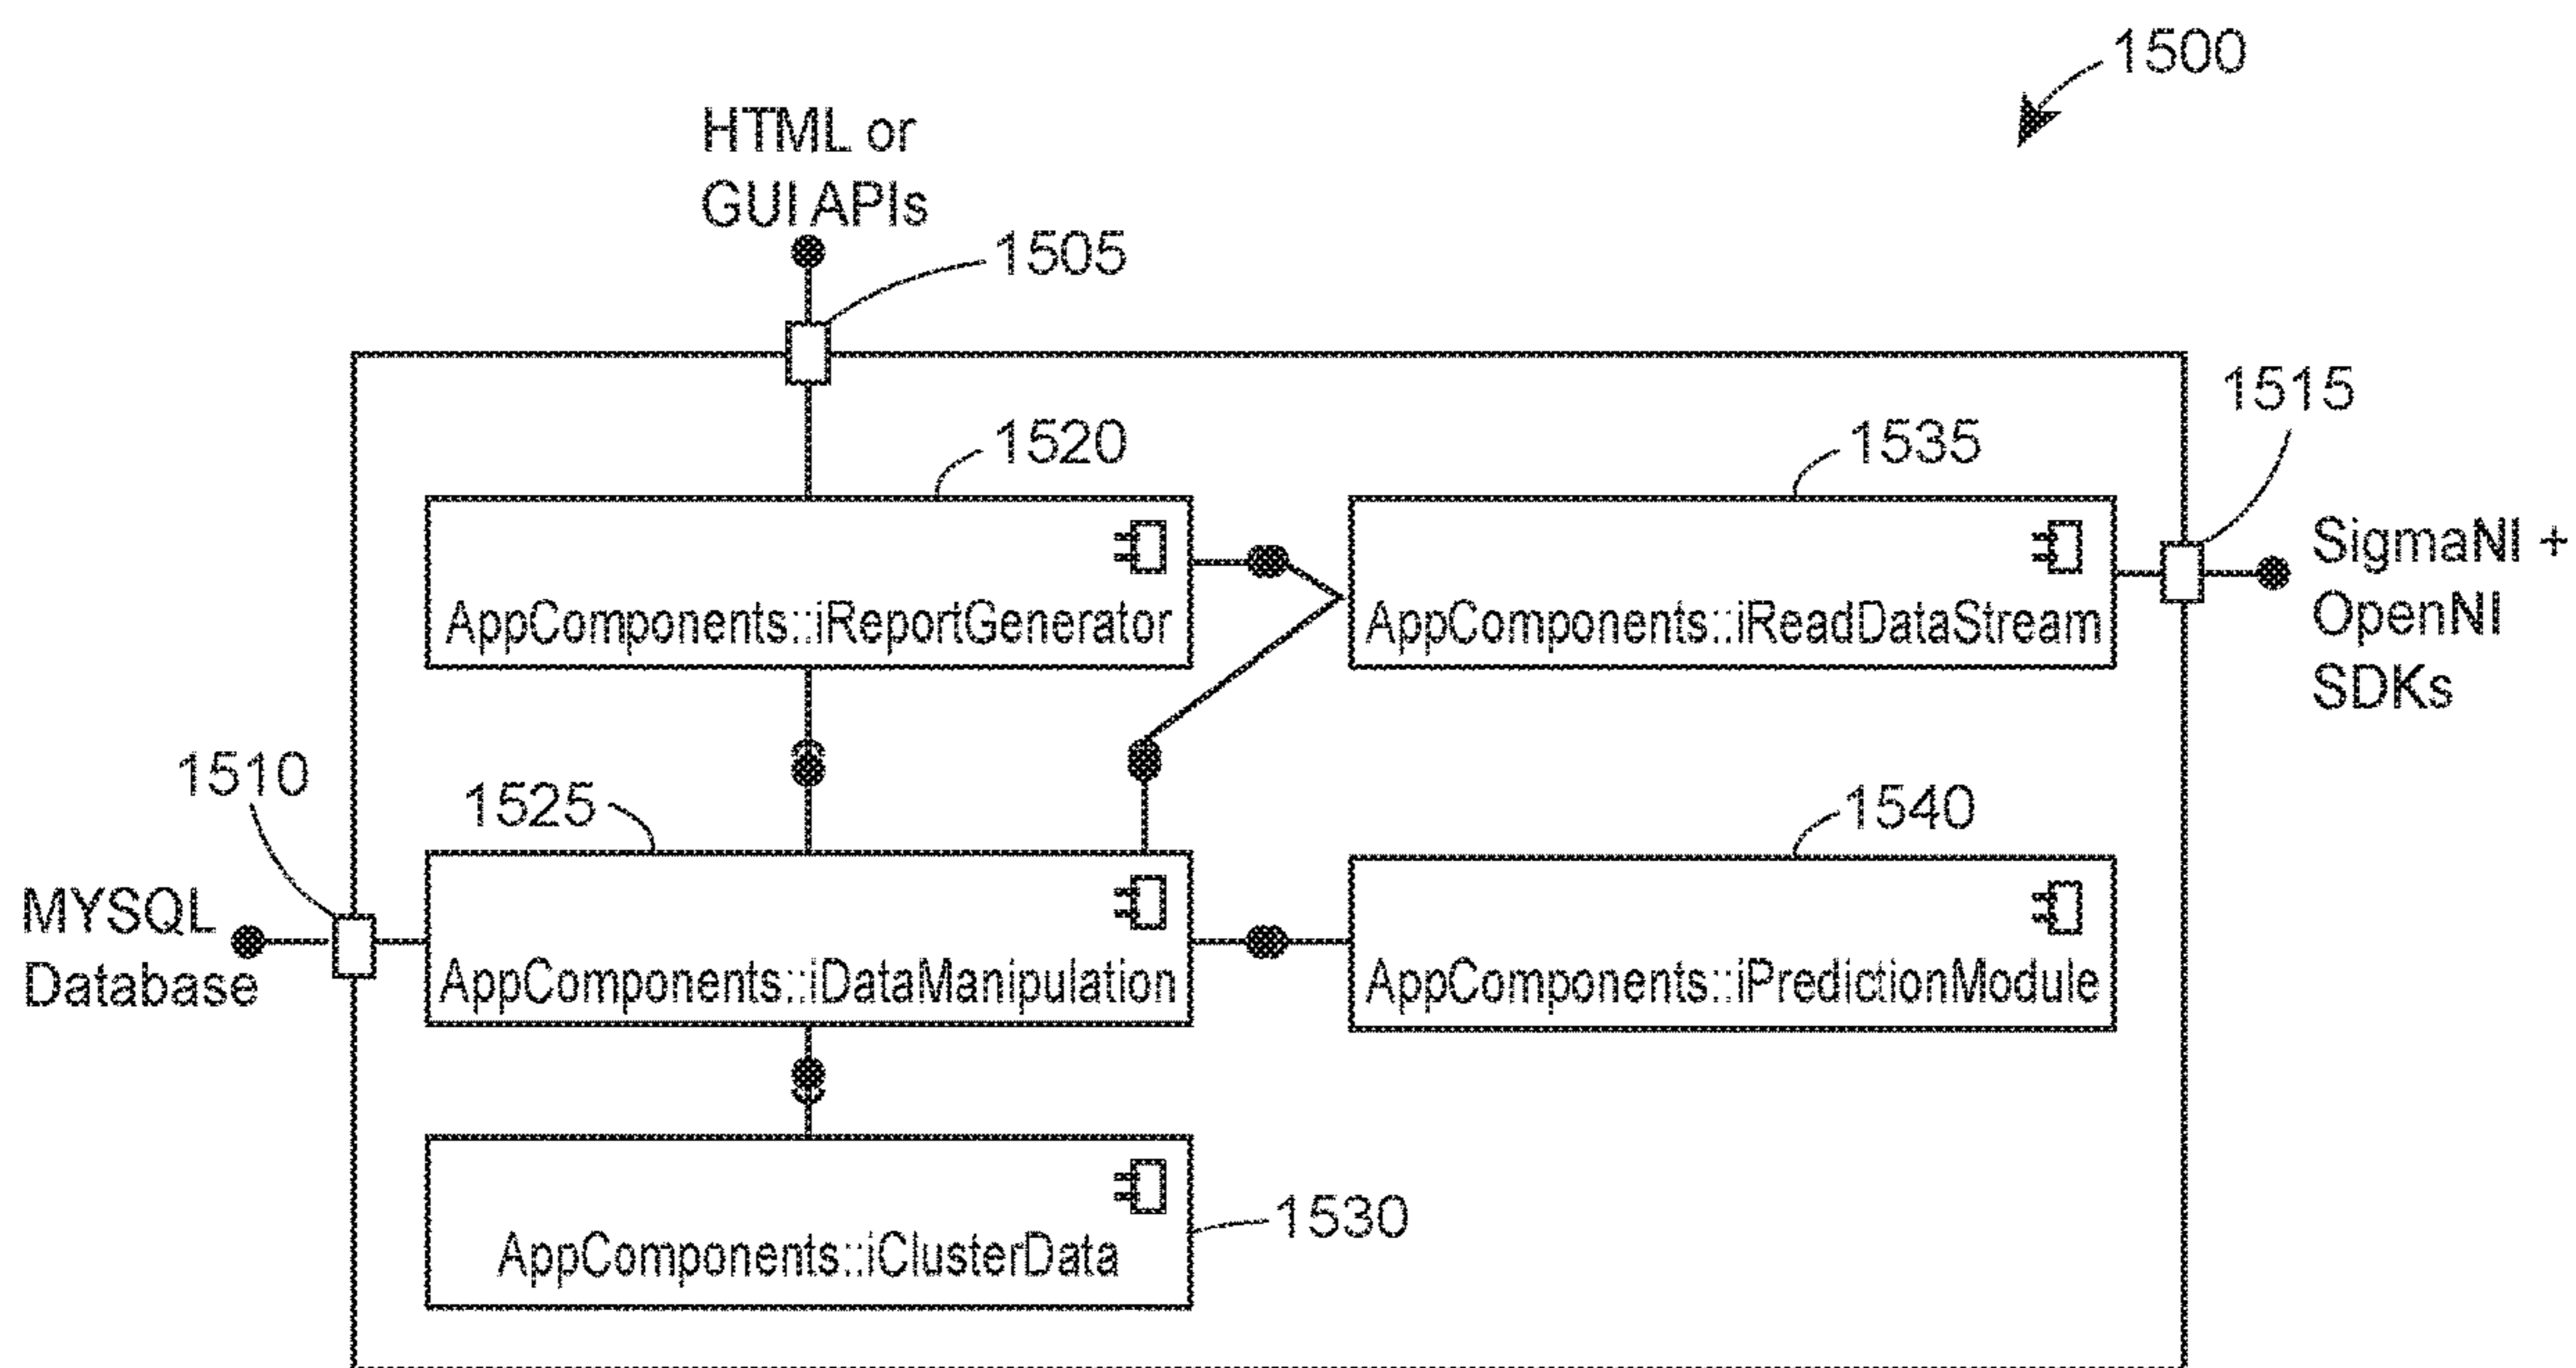 1500
HTML or
GUI APIs
1505
1515
1520
1535
SigmaNI +
OpenNI
SDKs
AppComponents::iReportGenerator
AppComponents::iReadDataStream
1510
1525
1540
MYSQL
Database
AppComponents::iDataManipulation
AppComponents::iPredictionModule
1530
AppComponents::iClusterData